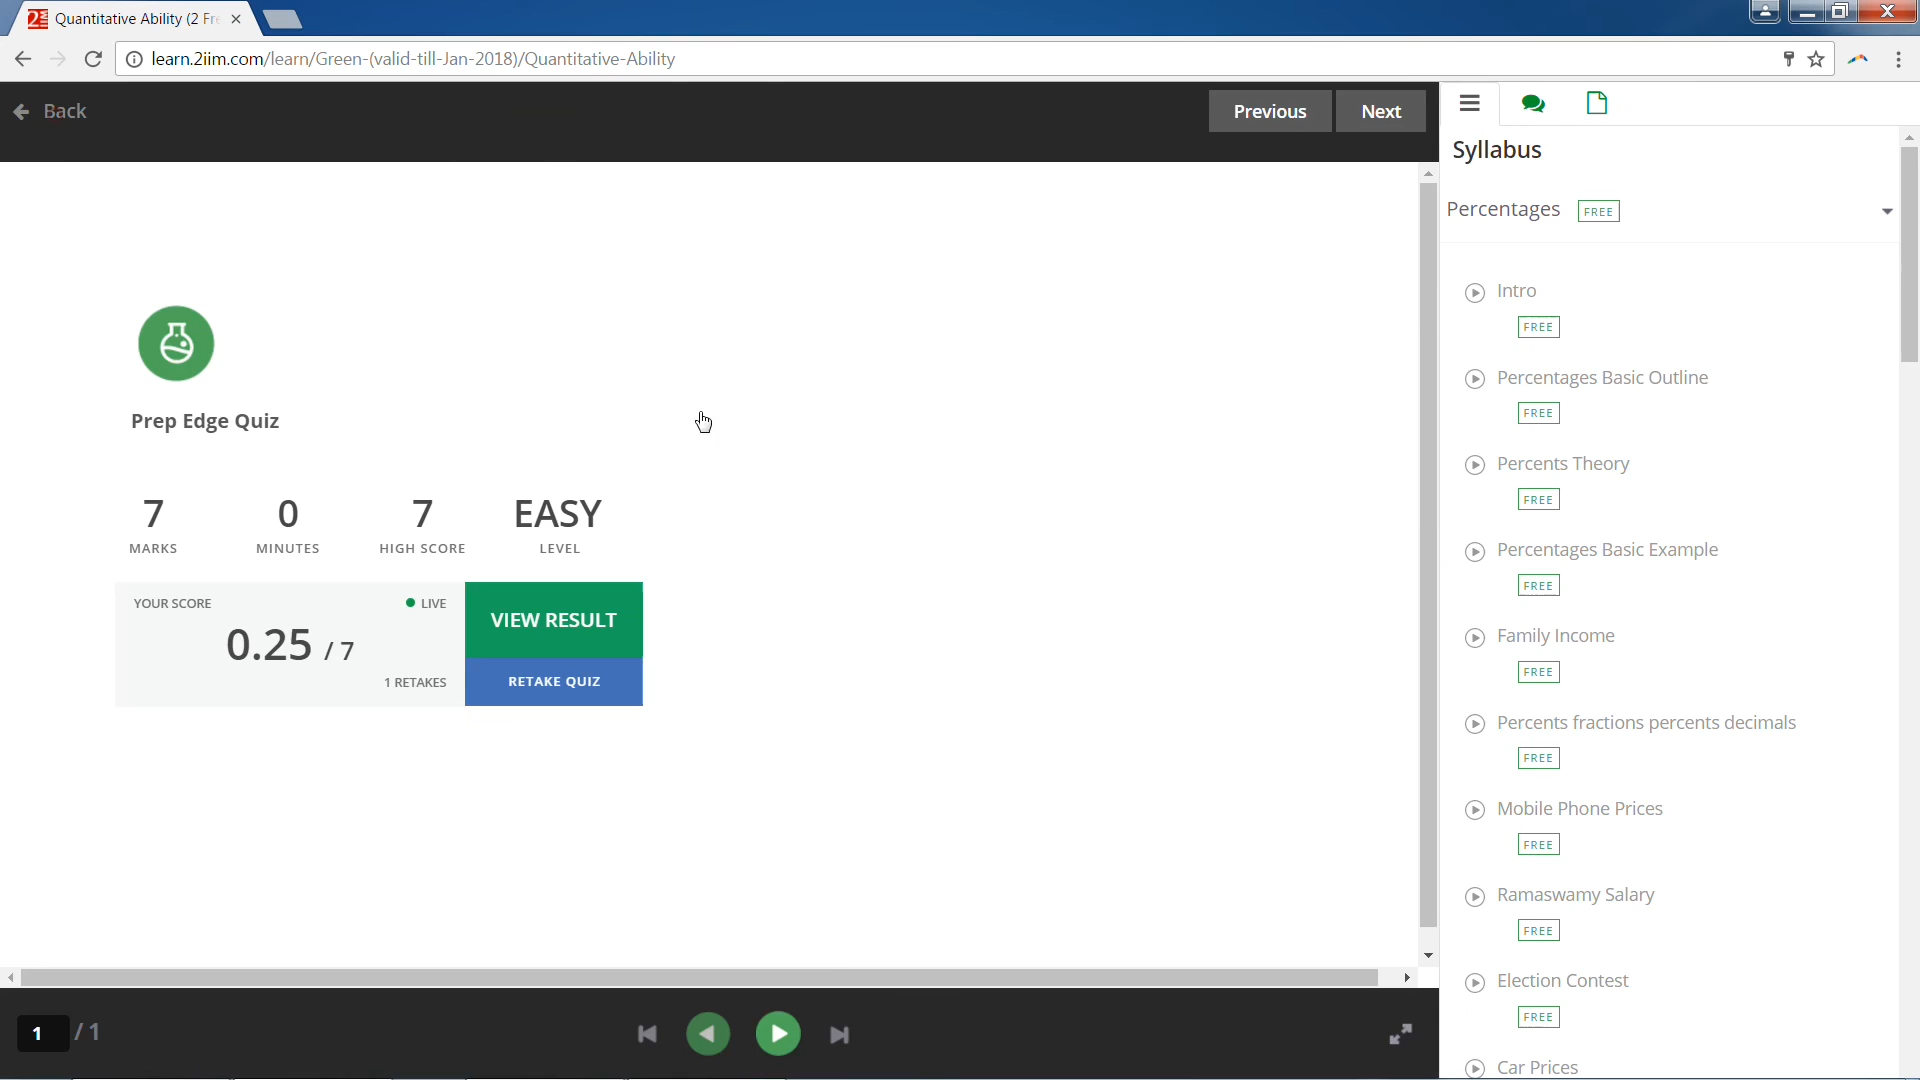 Quantitative Ability (2 Fr
learn.2iim.com/learn/Green-(valid-till-Jan-2018)/Quantitative-Ability
Back
Previous
Next
Syllabus
Percentages FREE
Intro
FREE
Percentages Basic Outline
FREE
Percents Theory
FREE
Percentages Basic Example
FREE
Family Income
FREE
Percents fractions percents decimals
FREE
Mobile Phone Prices
FREE
Ramaswamy Salary
FREE
Election Contest
FREE
Car Prices
Prep Edge Quiz
7 0 7 EASY
MARKS MINUTES HIGH SCORE LEVEL
YOUR SCORE LIVE
0.25 / 7
1 RETAKES
VIEW RESULT
RETAKE QUIZ
1 / 1